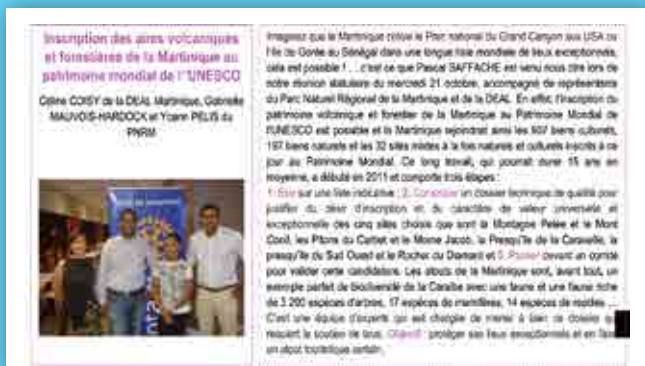 Inscription des aires volcaniques
et forestières de la Martinique au
patrimoine mondial de l'UNESCO
Céline COISY de la DEAL Martinique, Gabrielle
MAUVOIS-HARDOCK et Yoann PELIS du
PNRM
Imaginez que la Martinique côtoie le Parc national du Grand Canyon aux USA ou
l'île de Gorée au Sénégal dans une longue liste mondiale de lieux exceptionnels,
cela est possible ! ... c'est ce que Pascal SAFFACHE est venu nous dire lors de
notre réunion statutaire du mercredi 21 octobre, accompagné de représentants
du Parc Naturel Régional de la Martinique et de la DEAL. En effet, l'inscription du
patrimoine volcanique et forestier de la Martinique au Patrimoine Mondial de
l'UNESCO est possible et la Martinique rejoindrait ainsi les biens culturels,
197 biens naturels et les 32 sites mixtes à la fois naturels et culturels inscrits à ce
jour au Patrimoine Mondial. Ce long travail, qui pourrait durer 15 ans en
moyenne, a débuté en 2011 et comporte trois étapes :
1. Etre sur une liste indicative ; 2. Constituer un dossier technique de qualité pour
justifier du désir d'inscription et du caractère de valeur universelle et
exceptionnelle des cinq sites choisis que sont la Montagne Pelée et le Mont
Conil, les Pitons du Carbet et le Morne Jacob, la Presqu'île de la Caravelle, la
presqu'île du Sud Ouest et le Rocher du Diamant et 3. Passer devant un comité
pour valider cette candidature. Les atouts de la Martinique sont, avant tout, un
exemple parfait de biodiversité de la Caraïbe avec une faune et une flaune riche
de 3 200 espèces d'arbres, 17 espèces de mammifères, 14 espèces de reptiles ...
C'est une équipe d'experts qui est chargée de mener à bien ce dossier qui
requiert le soutien de tous. Objectif : protéger ses lieux exceptionnels et en faire
un atout touristique certain.